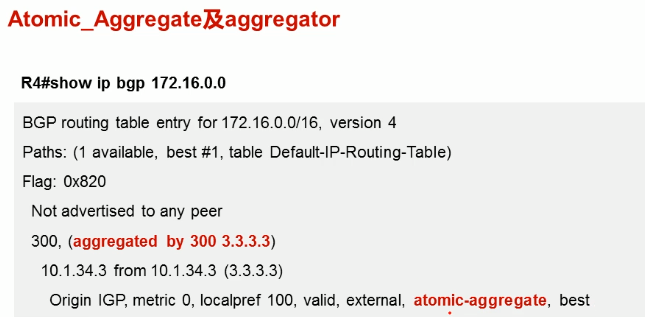 Atomic_Aggregate及aggregator
R4#show ip bgp 172.16.0.0
BGP routing table entry for 172.16.0.0/16, version 4
Paths: (1 available, best #1, table Default-IP-Routing-Table)
Flag: 0x820
Not advertised to any peer
300, (aggregated by 300 3.3.3.3)
10.1.34.3 from 10.1.34.3 (3.3.3.3)
Origin IGP, metric 0, localpref 100, valid, external, atomic-aggregate, best